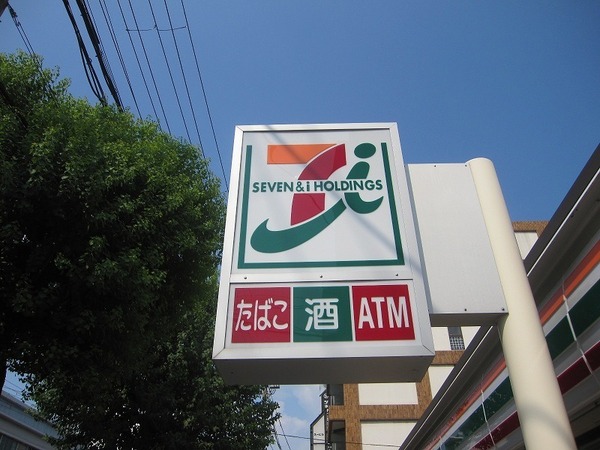 SEVEN & i HOLDINGS
たばこ 酒 ATM